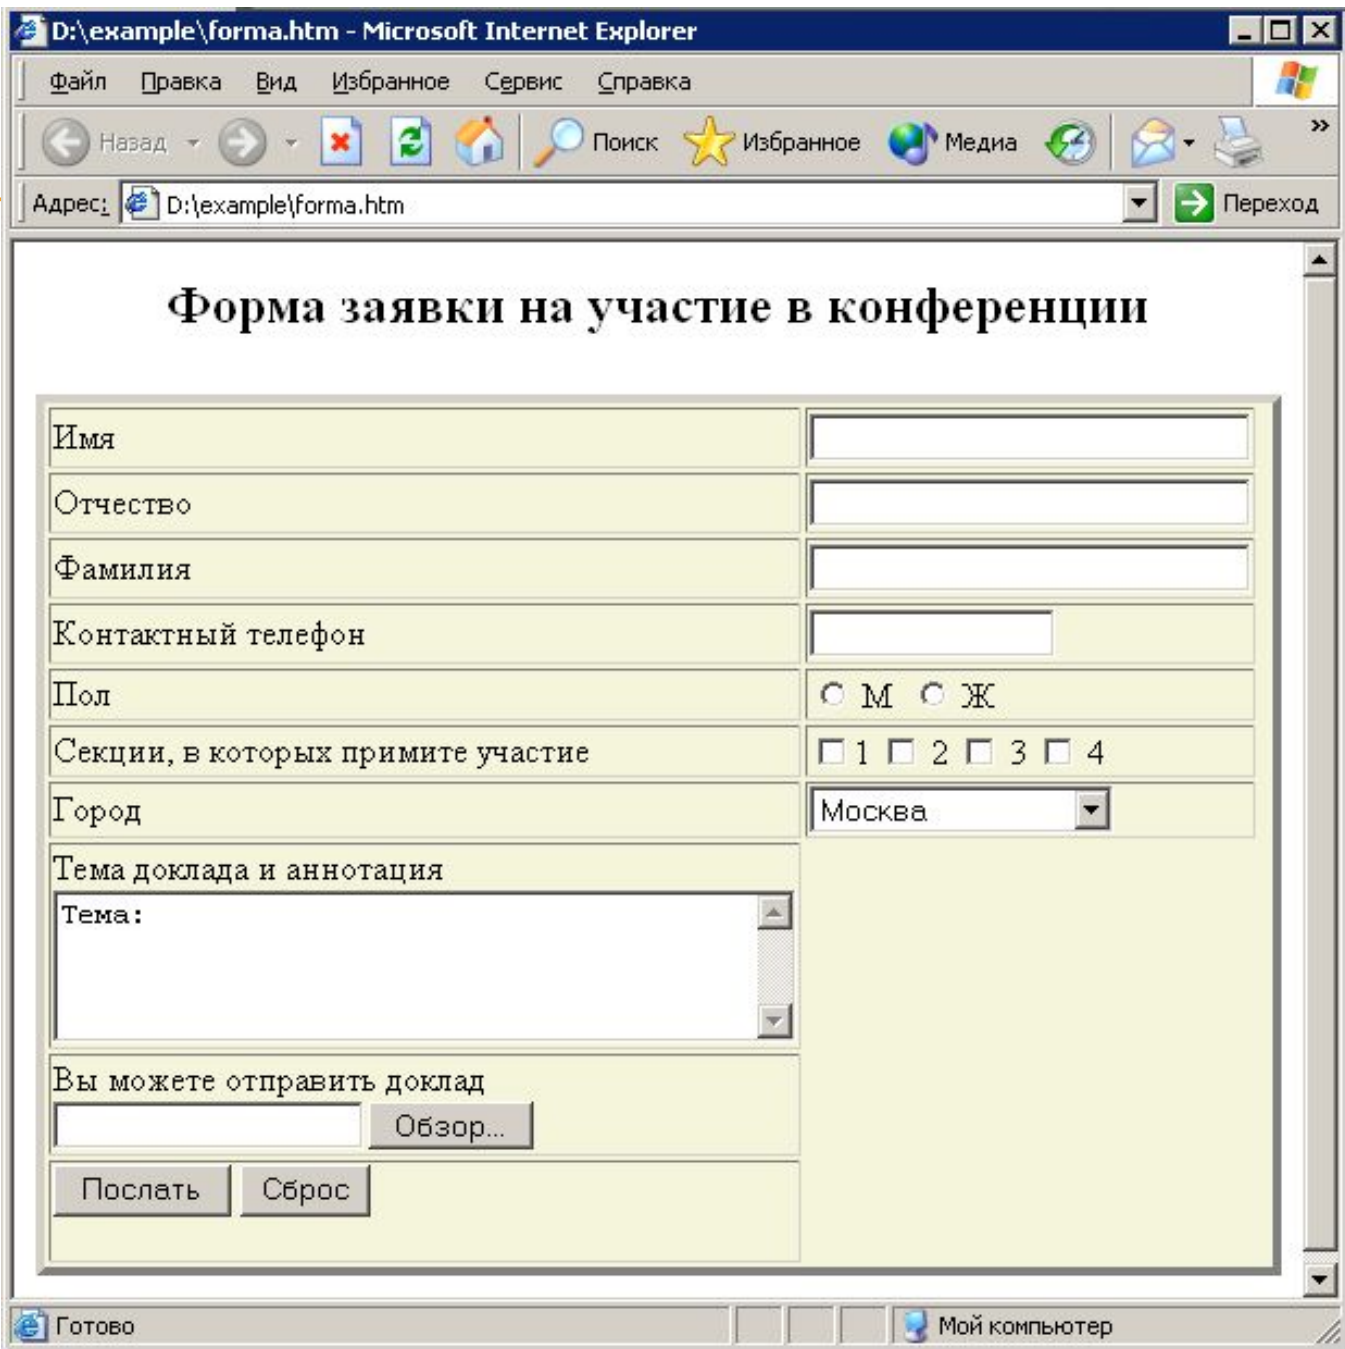 D:\example\forma.htm - Microsoft Internet Explorer
Файл Правка Вид Избранное Сервис Справка
Назад Поиск Избранное Медиа »
Адрес: D:\example\forma.htm Переход
Форма заявки на участие в конференции
Имя
Отчество
Фамилия
Контактный телефон
Пол М Ж
Секции, в которых примите участие 1 2 3 4
Город Москва
Тема доклада и аннотация
Тема:
Вы можете отправить доклад
Обзор...
Послать Сброс
Готово Мой компьютер